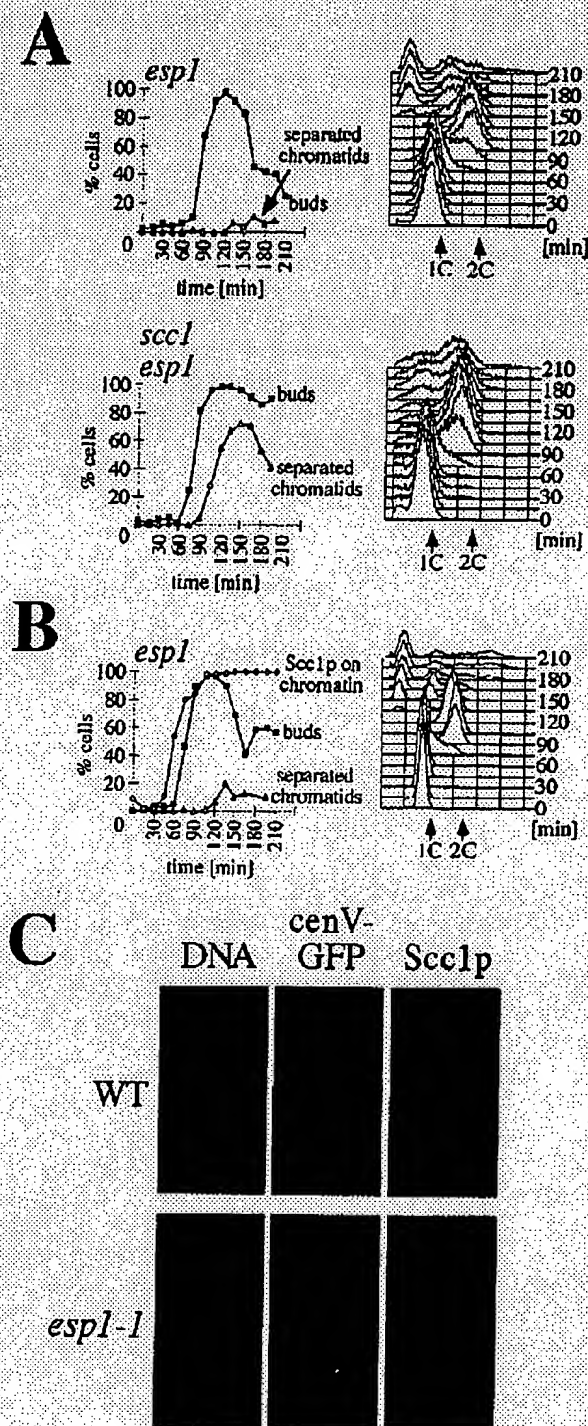 A
esp1
100
80
60
40
20
0
% cells
separated
chromatids
buds
30
60
90
120
150
180
210
time [min]
210
180
150
120
90
60
30
0
[min]
1C
2C
scc1
esp1
100
80
60
40
20
0
% cells
buds
separated
chromatids
30
60
90
120
150
180
210
time [min]
210
180
150
120
90
60
30
0
[min]
1C
2C
B
esp1
100
80
60
40
20
0
% cells
Scc1p on
chromatin
buds
separated
chromatids
30
60
90
120
150
180
210
time [min]
210
180
150
120
90
60
30
0
[min]
1C
2C
C
DNA
cenV-
GFP
Scc1p
WT
esp1-1